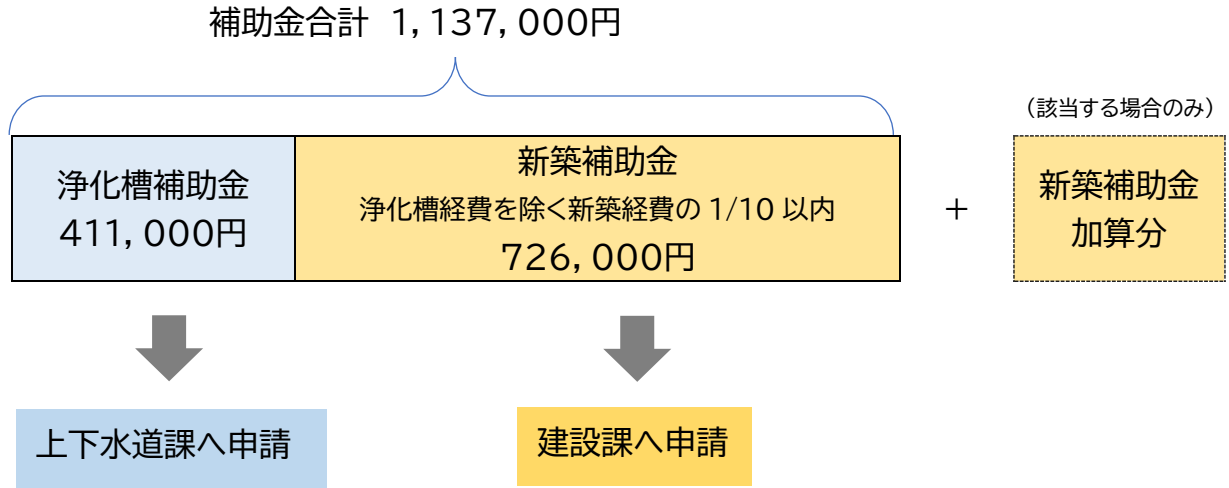 補助金合計 1,137,000円
(該当する場合のみ)
浄化槽補助金
411,000円
新築補助金
浄化槽経費を除く新築経費の 1/10 以内
726,000円
+
新築補助金
加算分
上下水道課へ申請
建設課へ申請